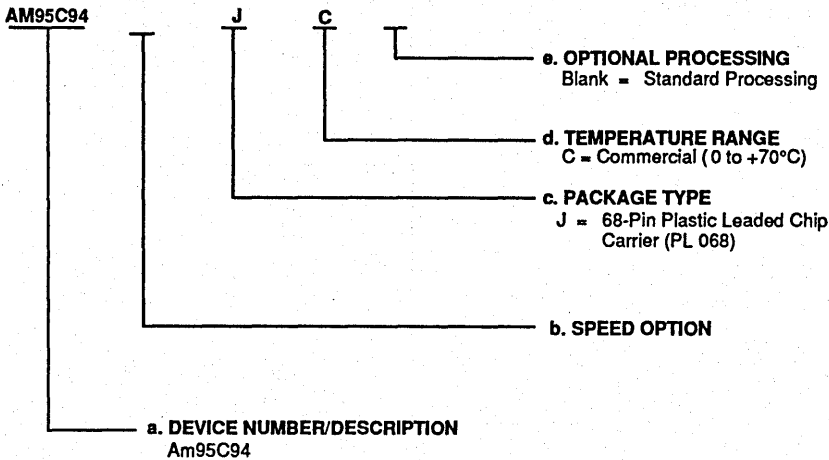 AM95C94 J C
e. OPTIONAL PROCESSING
Blank = Standard Processing
d. TEMPERATURE RANGE
C = Commercial (0 to +70°C)
c. PACKAGE TYPE
J = 68-Pin Plastic Leaded Chip
Carrier (PL 068)
b. SPEED OPTION
a. DEVICE NUMBER/DESCRIPTION
Am95C94